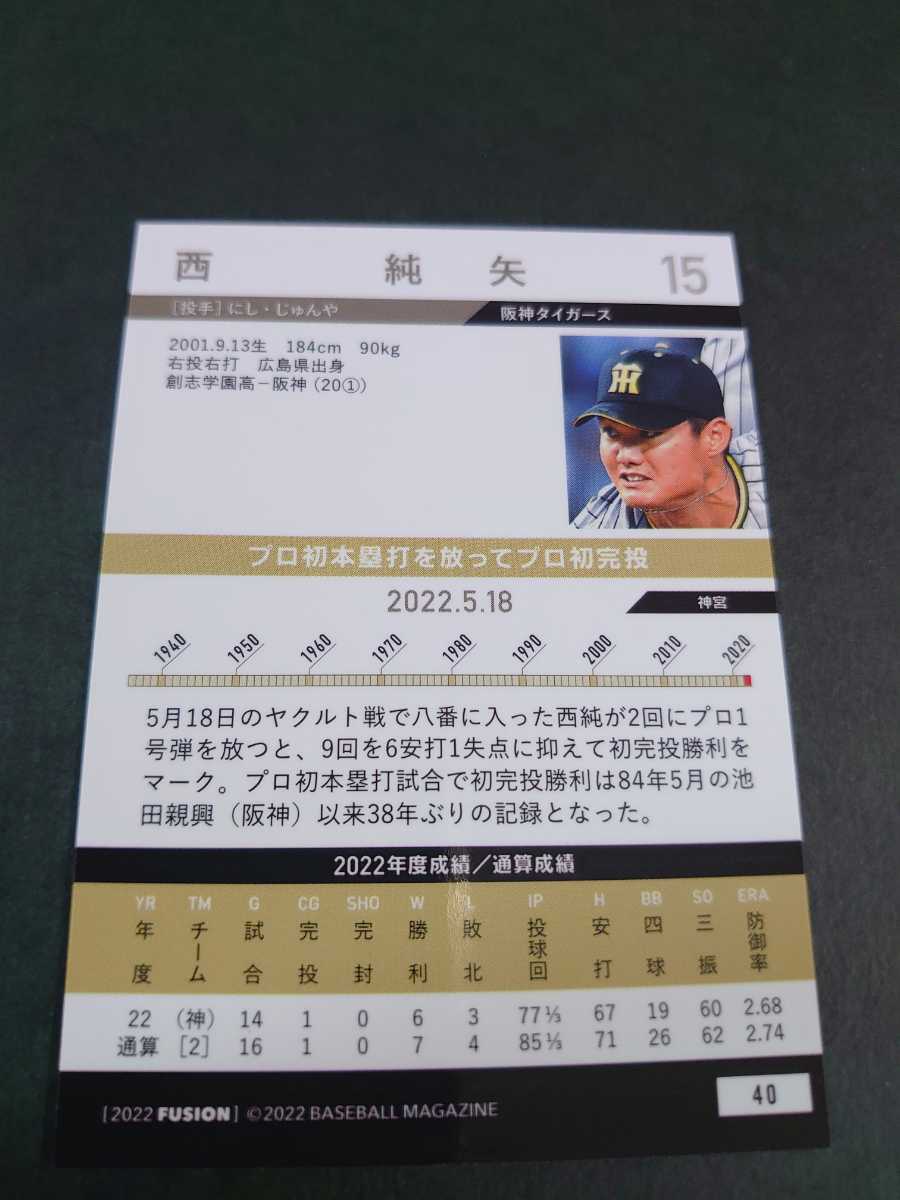 西 純 矢 15
[投手] にし・じゅんや 阪神タイガース
2001.9.13生 184cm 90kg
右投右打 広島県出身
創志学園高－阪神 (20①)
プロ初本塁打を放ってプロ初完投
2022.5.18 神宮
1940 1950 1960 1970 1980 1990 2000 2010 2020
5月18日のヤクルト戦で八番に入った西純が2回にプロ1
号弾を放つと、9回を6安打1失点に抑えて初完投勝利を
マーク。プロ初本塁打試合で初完投勝利は84年5月の池
田親興（阪神）以来38年ぶりの記録となった。
2022年度成績／通算成績
YR TM G CG SHO W L IP H BB SO ERA
年度 チーム 試合 完投 完封 勝利 敗北 投球回 安打 四球 三振 防御率
22 (神) 14 1 0 6 3 77 ⅓ 67 19 60 2.68
通算 [2] 16 1 0 7 4 85 ⅓ 71 26 62 2.74
[2022 FUSION] ©2022 BASEBALL MAGAZINE 40